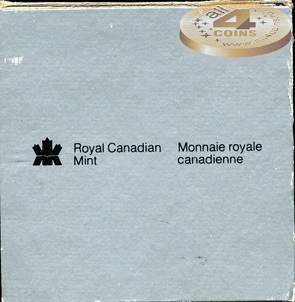 all
4
COINS
Royal Canadian Monnaie royale
Mint canadienne